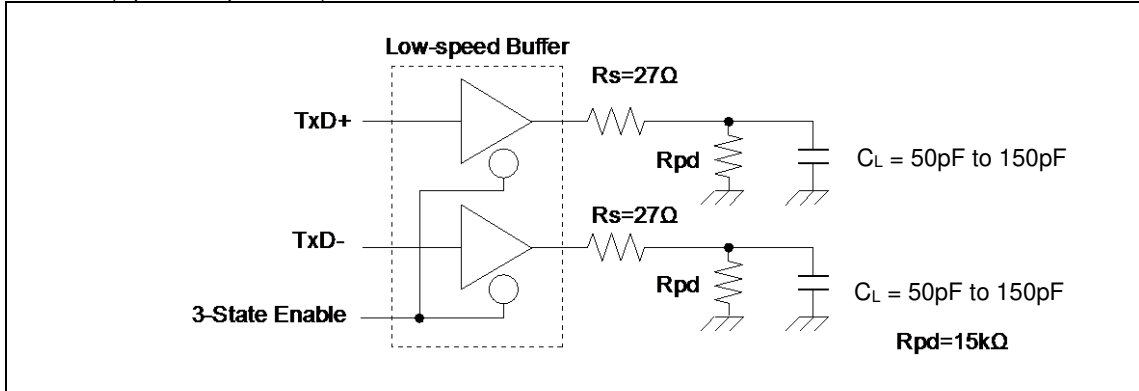 Low-speed Buffer
Rs=27Ω
TxD+
Rpd
CL = 50pF to 150pF
Rs=27Ω
TxD-
Rpd
CL = 50pF to 150pF
3-State Enable
Rpd=15kΩ